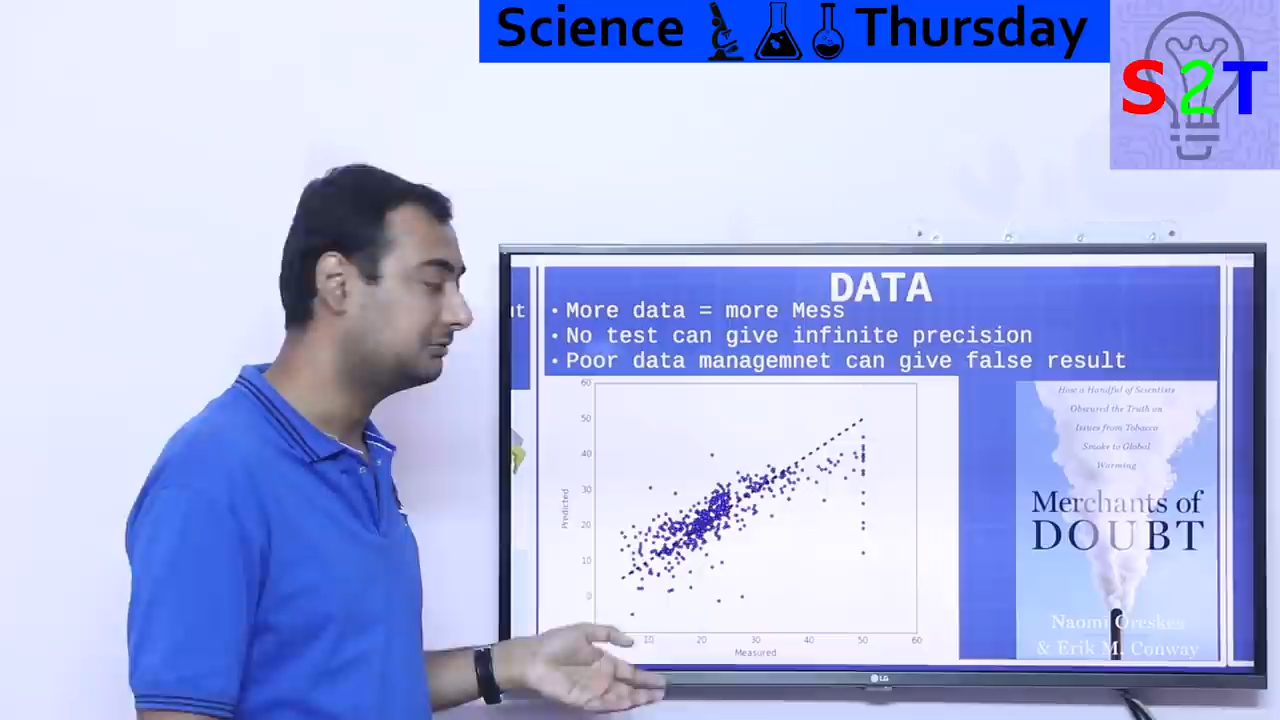 Science Thursday
S2T
DATA
ut
• More data = more Mess
• No test can give infinite precision
• Poor data managemnet can give false result
60
50
40
30
20
10
0
10 20 30 40 50 60
Measured
Predicted
How a Handful of Scientists
Obscured the Truth on
Issues from Tobacco
Smoke to Global
Warming
Merchants of
DOUBT
Naomi Oreskes
& Erik M. Conway
LG